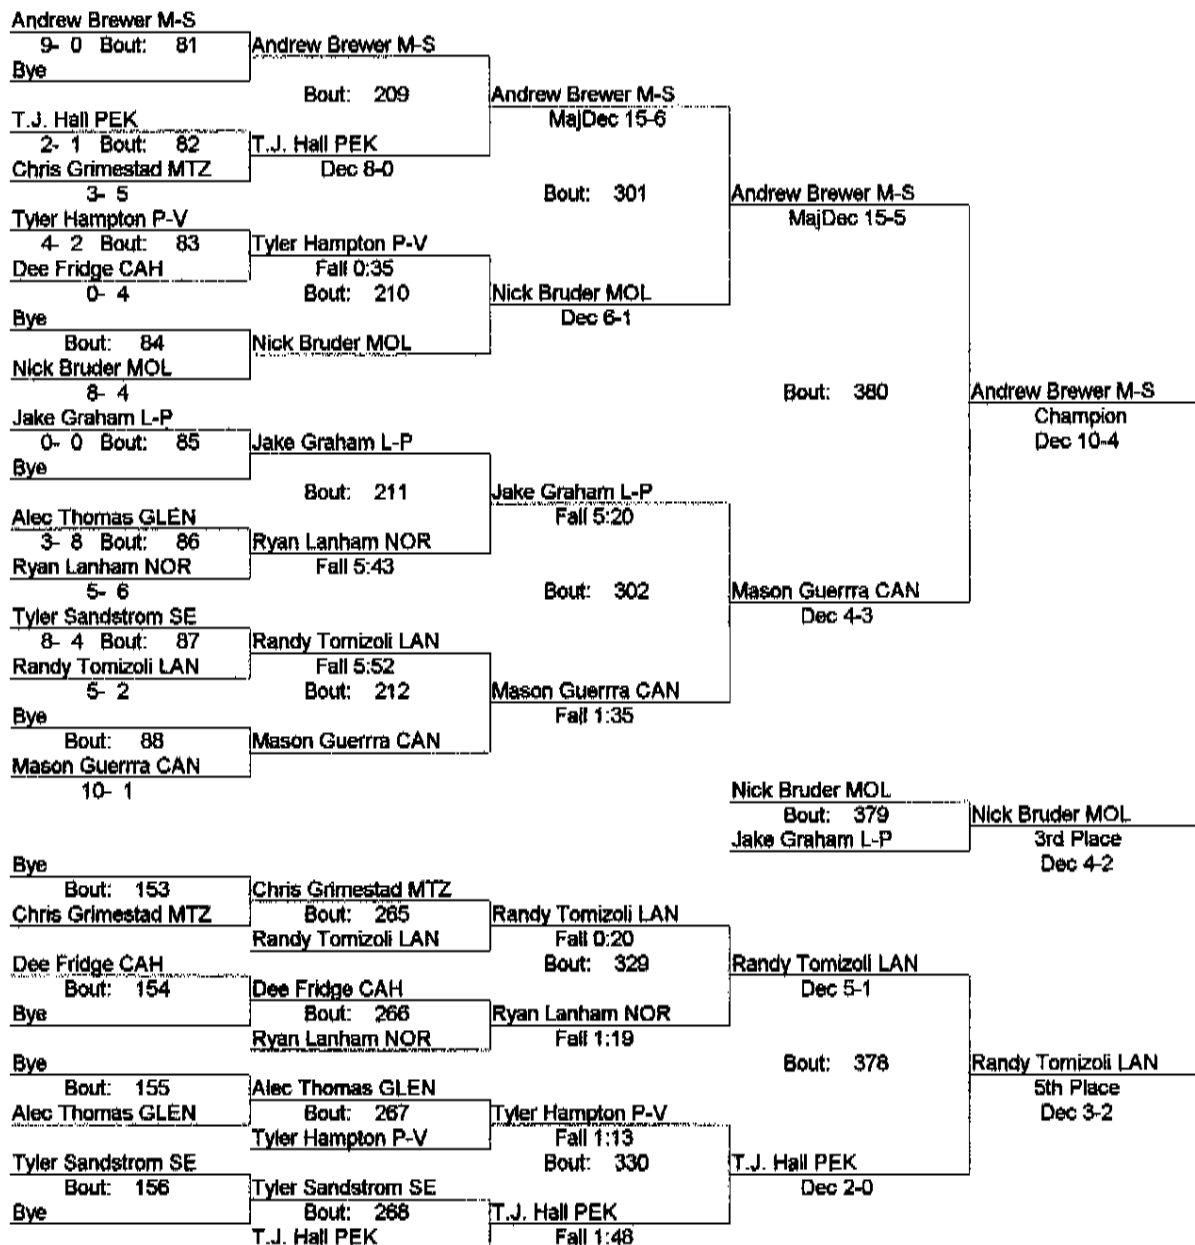 Andrew Brewer M-S
9- 0 Bout: 81
Bye
Andrew Brewer M-S
Bout: 209
T.J. Hall PEK
2- 1 Bout: 82
Chris Grimestad MTZ
3- 5
T.J. Hall PEK
Dec 8-0
Andrew Brewer M-S
MajDec 15-6
Bout: 301
Tyler Hampton P-V
4- 2 Bout: 83
Dee Fridge CAH
0- 4
Tyler Hampton P-V
Fall 0:35
Bout: 210
Bye
Bout: 84
Nick Bruder MOL
8- 4
Nick Bruder MOL
Nick Bruder MOL
Dec 6-1
Andrew Brewer M-S
MajDec 15-5
Bout: 380
Andrew Brewer M-S
Champion
Dec 10-4
Jake Graham L-P
0- 0 Bout: 85
Bye
Jake Graham L-P
Bout: 211
Alec Thomas GLEN
3- 8 Bout: 86
Ryan Lanham NOR
5- 6
Ryan Lanham NOR
Fall 5:43
Jake Graham L-P
Fall 5:20
Bout: 302
Tyler Sandstrom SE
8- 4 Bout: 87
Randy Tomizoli LAN
5- 2
Randy Tomizoli LAN
Fall 5:52
Bout: 212
Bye
Bout: 88
Mason Guerrra CAN
10- 1
Mason Guerrra CAN
Mason Guerrra CAN
Fall 1:35
Mason Guerrra CAN
Dec 4-3
Nick Bruder MOL
Bout: 379
Jake Graham L-P
Nick Bruder MOL
3rd Place
Dec 4-2
Bye
Bout: 153
Chris Grimestad MTZ
Chris Grimestad MTZ
Bout: 265
Randy Tomizoli LAN
Randy Tomizoli LAN
Fall 0:20
Bout: 329
Dee Fridge CAH
Bout: 154
Bye
Dee Fridge CAH
Bout: 266
Ryan Lanham NOR
Ryan Lanham NOR
Fall 1:19
Randy Tomizoli LAN
Dec 5-1
Bout: 378
Randy Tomizoli LAN
5th Place
Dec 3-2
Bye
Bout: 155
Alec Thomas GLEN
Alec Thomas GLEN
Bout: 267
Tyler Hampton P-V
Tyler Hampton P-V
Fall 1:13
Bout: 330
Tyler Sandstrom SE
Bout: 156
Bye
Tyler Sandstrom SE
Bout: 268
T.J. Hall PEK
T.J. Hall PEK
Fall 1:48
T.J. Hall PEK
Dec 2-0